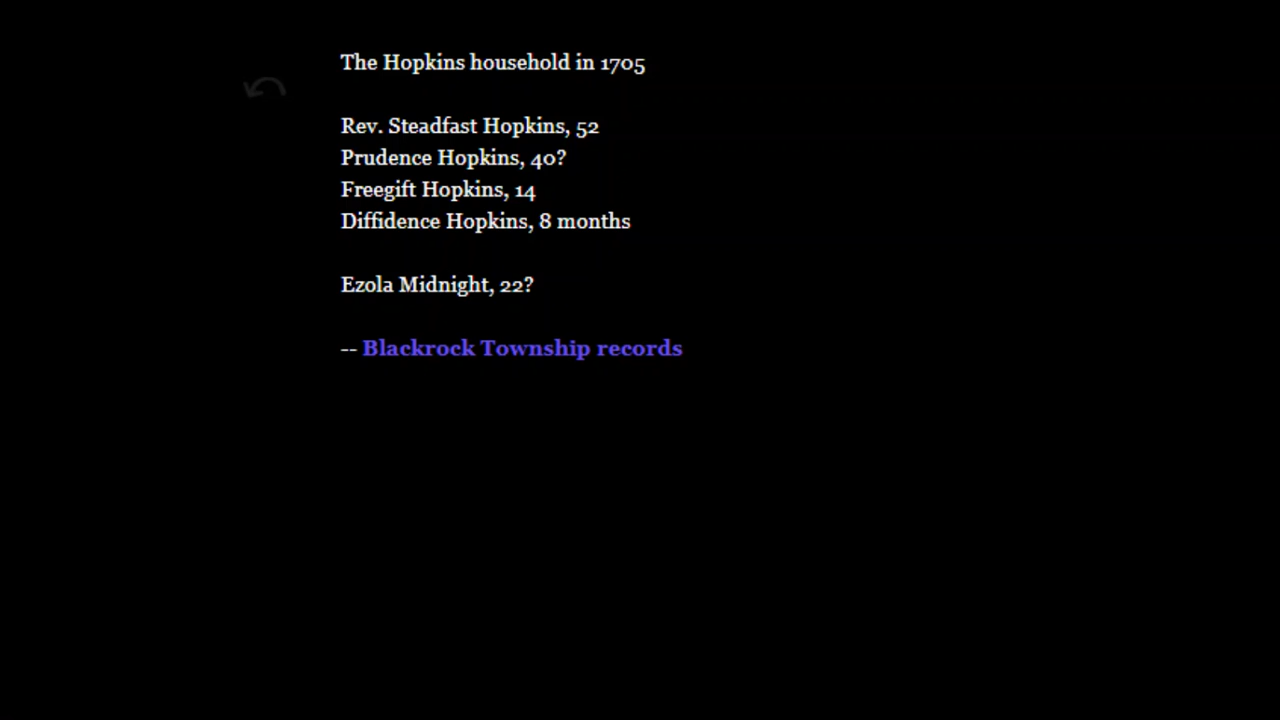 The Hopkins household in 1705
Rev. Steadfast Hopkins, 52
Prudence Hopkins, 40?
Freegift Hopkins, 14
Diffidence Hopkins, 8 months
Ezola Midnight, 22?
-- Blackrock Township records